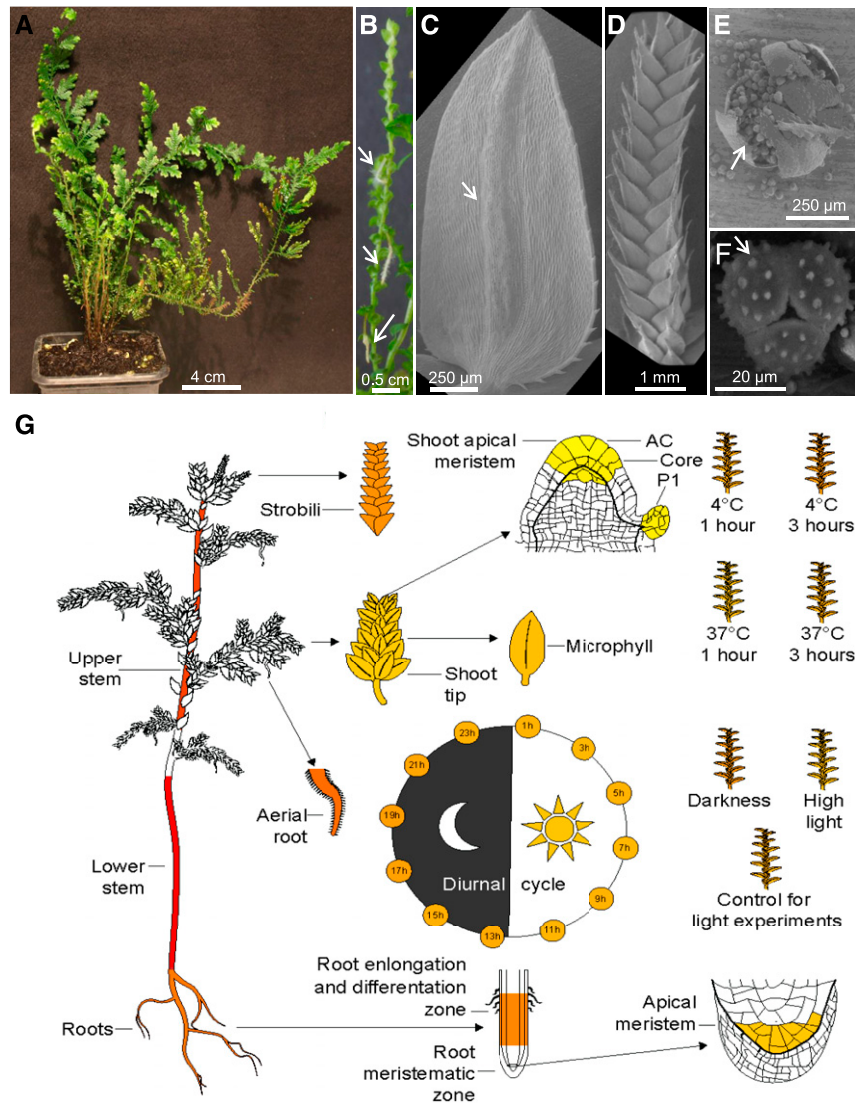 A
B
C
D
E
F
4 cm
0.5 cm
250 µm
1 mm
250 µm
20 µm
G
Strobili
Shoot apical
meristem
AC
Core
P1
4°C
1 hour
4°C
3 hours
37°C
1 hour
37°C
3 hours
Upper
stem
Shoot
tip
Microphyll
Aerial
root
1h
3h
5h
7h
9h
11h
13h
15h
17h
19h
21h
23h
Diurnal cycle
Darkness
High
light
Control for
light experiments
Lower
stem
Roots
Root enlongation
and differentation
zone
Root
meristematic
zone
Apical
meristem